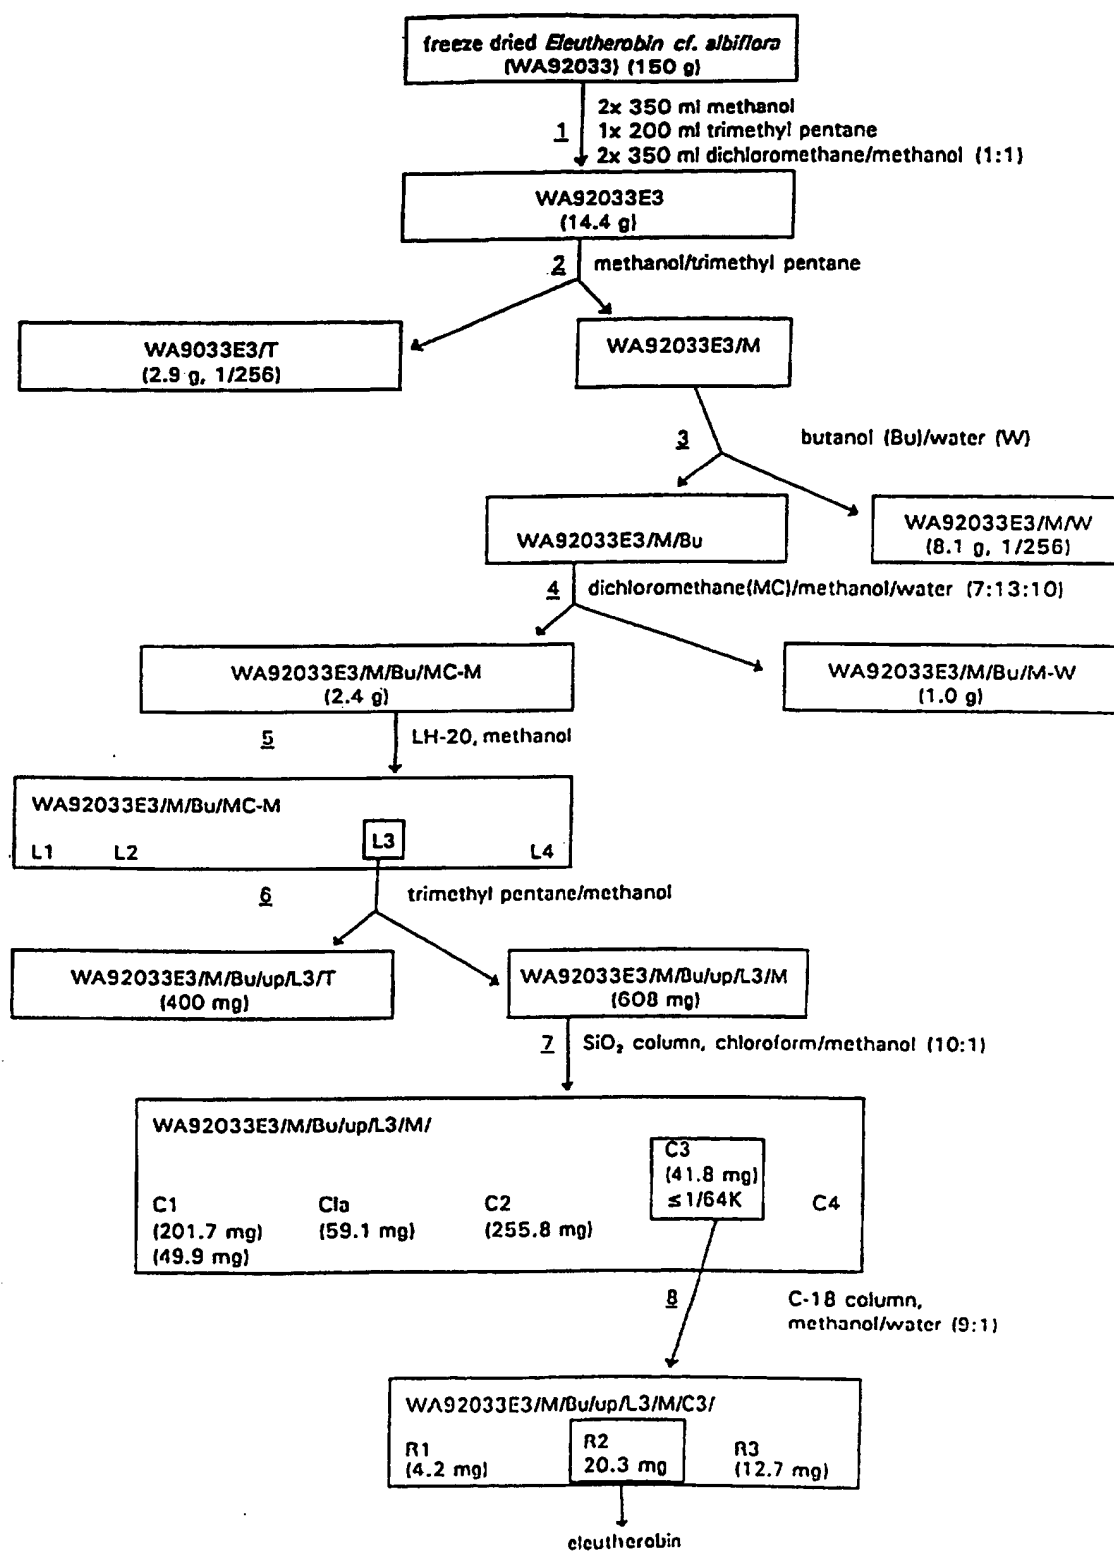 freeze dried Eleutherobin cf. albiflora
(WA92033) (150 g)
1
2x 350 ml methanol
1x 200 ml trimethyl pentane
2x 350 ml dichloromethane/methanol (1:1)
WA92033E3
(14.4 g)
2
methanol/trimethyl pentane
WA9033E3/T
(2.9 g, 1/256)
WA92033E3/M
3
butanol (Bu)/water (W)
WA92033E3/M/Bu
WA92033E3/M/W
(8.1 g, 1/256)
4
dichloromethane(MC)/methanol/water (7:13:10)
WA92033E3/M/Bu/MC-M
(2.4 g)
WA92033E3/M/Bu/M-W
(1.0 g)
5
LH-20, methanol
WA92033E3/M/Bu/MC-M
L1 L2 L3 L4
6
trimethyl pentane/methanol
WA92033E3/M/Bu/up/L3/T
(400 mg)
WA92033E3/M/Bu/up/L3/M
(608 mg)
7
SiO₂ column, chloroform/methanol (10:1)
WA92033E3/M/Bu/up/L3/M/
C1
(201.7 mg)
(49.9 mg)
Cla
(59.1 mg)
C2
(255.8 mg)
C3
(41.8 mg)
≤1/64K
C4
8
C-18 column,
methanol/water (9:1)
WA92033E3/M/Bu/up/L3/M/C3/
R1
(4.2 mg)
R2
20.3 mg
R3
(12.7 mg)
eleutherobin